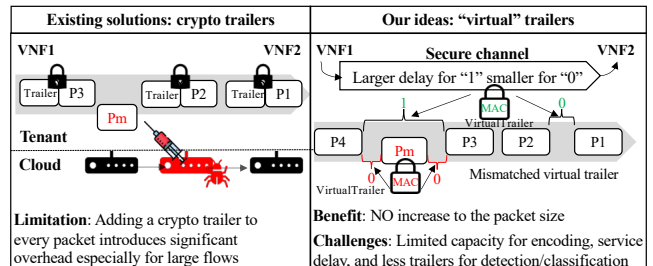 Existing solutions: crypto trailers
VNF1
VNF2
Trailer
P3
Trailer
P2
Trailer
P1
Pm
Tenant
Cloud
Limitation: Adding a crypto trailer to
every packet introduces significant
overhead especially for large flows
Our ideas: “virtual” trailers
VNF1
VNF2
Secure channel
Larger delay for “1” smaller for “0”
1
MAC
0
VirtualTrailer
P4
Pm
P3
P2
P1
0
0
MAC
VirtualTrailer
Mismatched virtual trailer
Benefit: NO increase to the packet size
Challenges: Limited capacity for encoding, service
delay, and less trailers for detection/classification